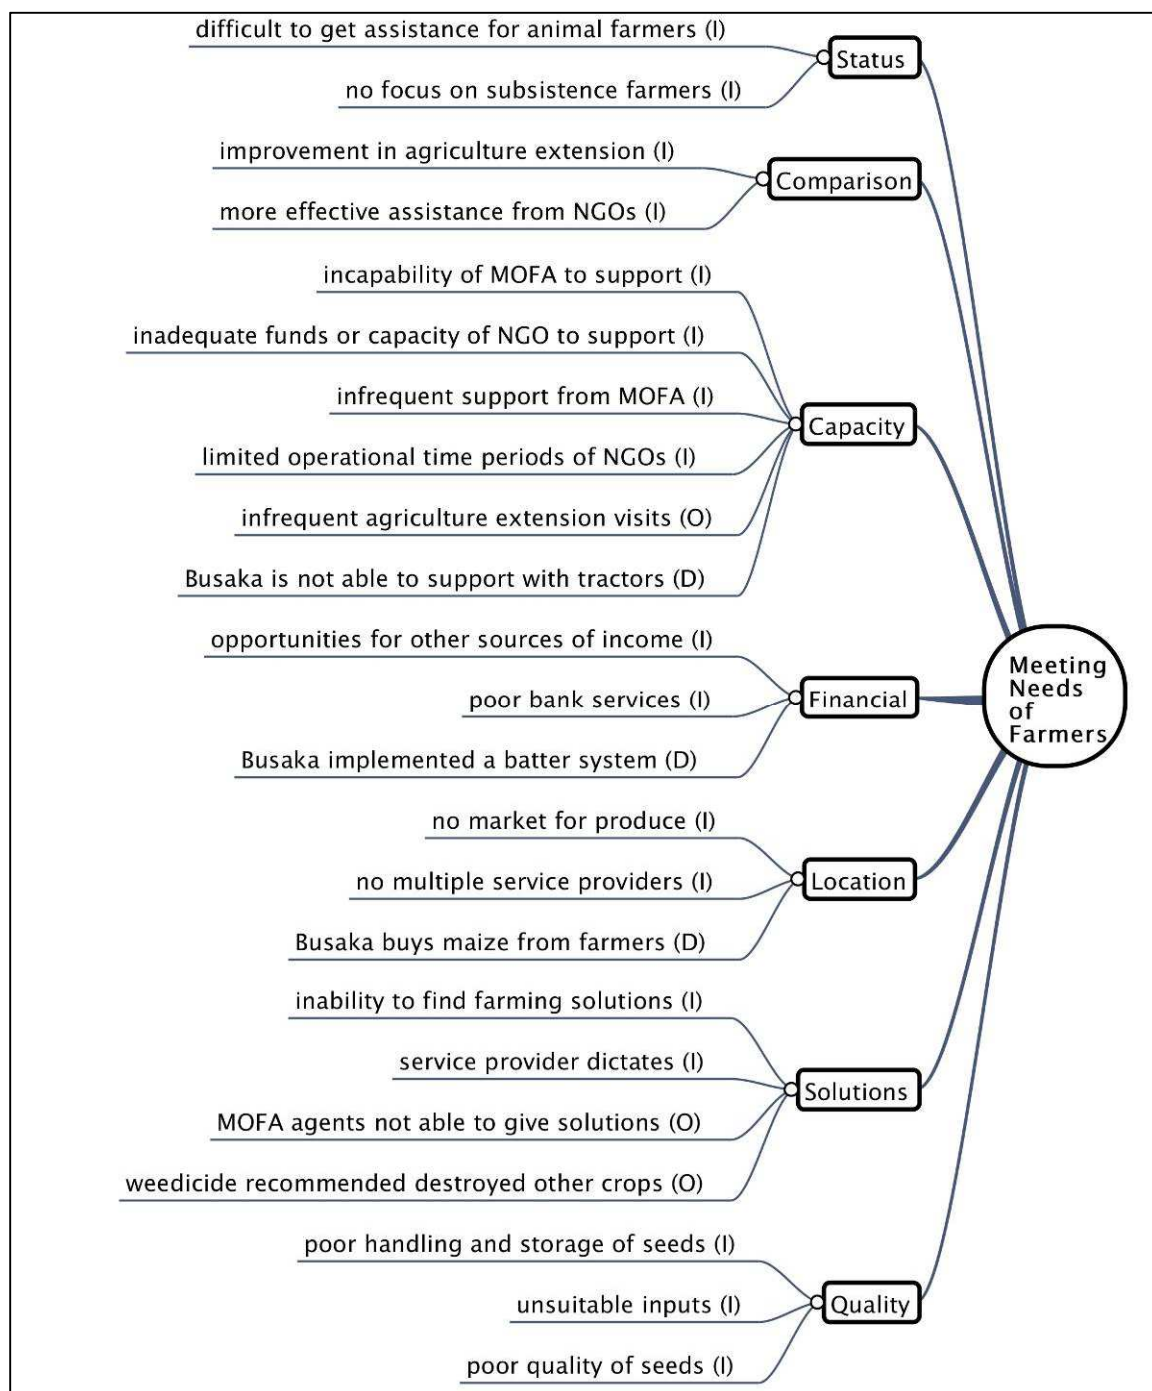 difficult to get assistance for animal farmers (I)
Status
no focus on subsistence farmers (I)
improvement in agriculture extension (I)
Comparison
more effective assistance from NGOs (I)
incapability of MOFA to support (I)
inadequate funds or capacity of NGO to support (I)
infrequent support from MOFA (I)
Capacity
limited operational time periods of NGOs (I)
infrequent agriculture extension visits (O)
Busaka is not able to support with tractors (D)
opportunities for other sources of income (I)
poor bank services (I)
Financial
Busaka implemented a batter system (D)
Meeting
Needs
of
Farmers
no market for produce (I)
no multiple service providers (I)
Location
Busaka buys maize from farmers (D)
inability to find farming solutions (I)
service provider dictates (I)
Solutions
MOFA agents not able to give solutions (O)
weedicide recommended destroyed other crops (O)
poor handling and storage of seeds (I)
unsuitable inputs (I)
Quality
poor quality of seeds (I)